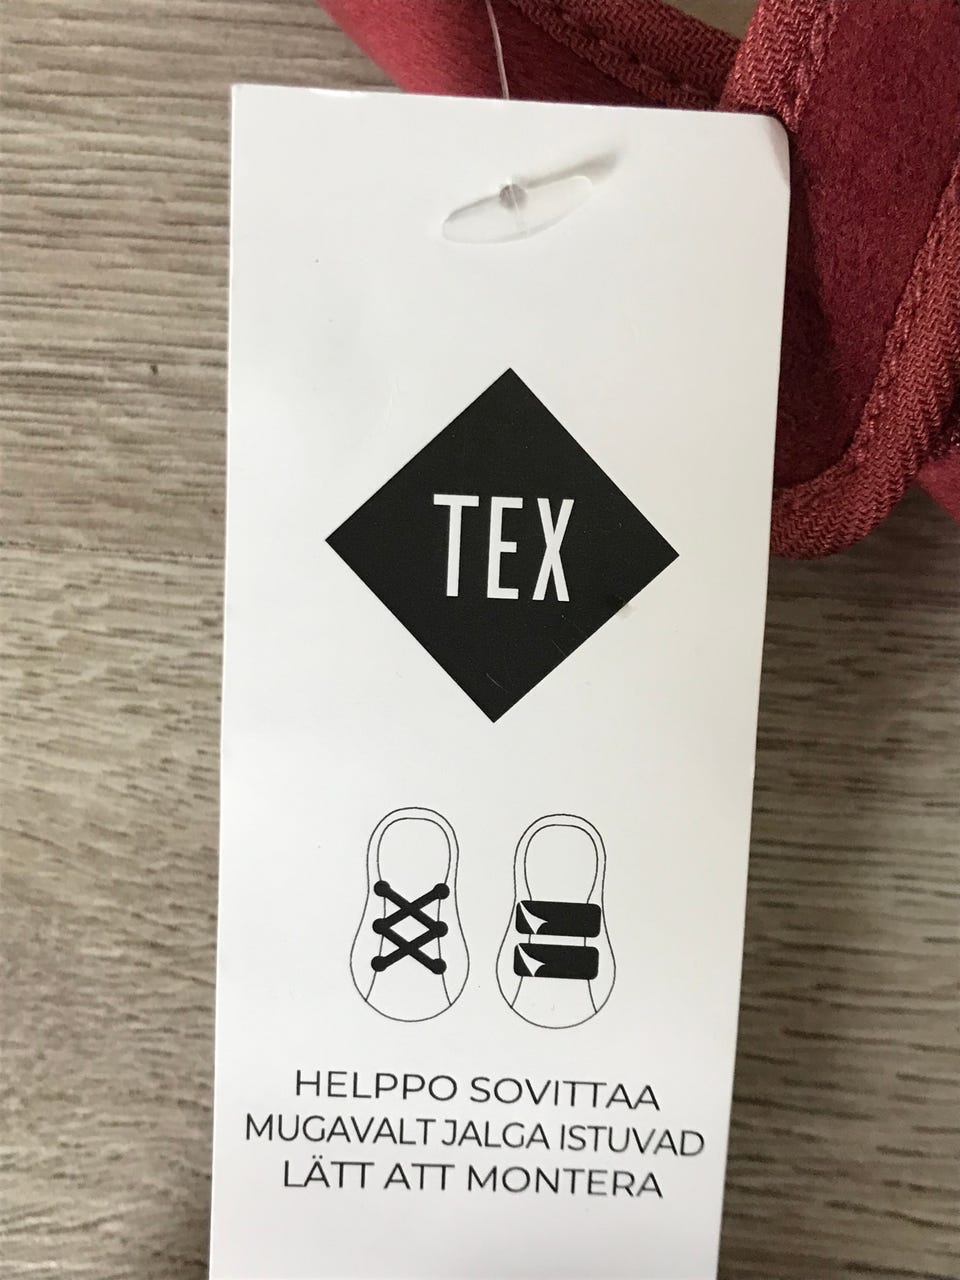 TEX
HELPPO SOVITTAA
MUGAVALT JALGA ISTUVAD
LÄTT ATT MONTERA